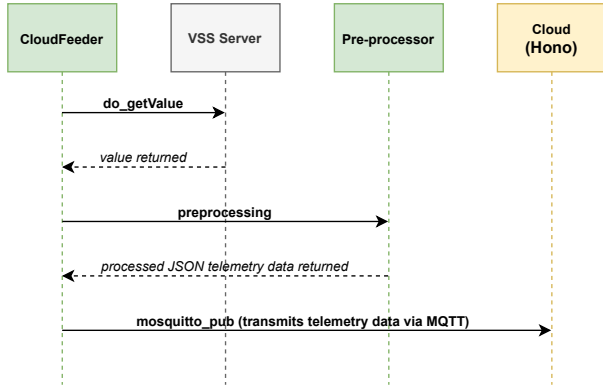 CloudFeeder
VSS Server
Pre-processor
Cloud
(Hono)
do_getValue
value returned
preprocessing
processed JSON telemetry data returned
mosquitto_pub (transmits telemetry data via MQTT)